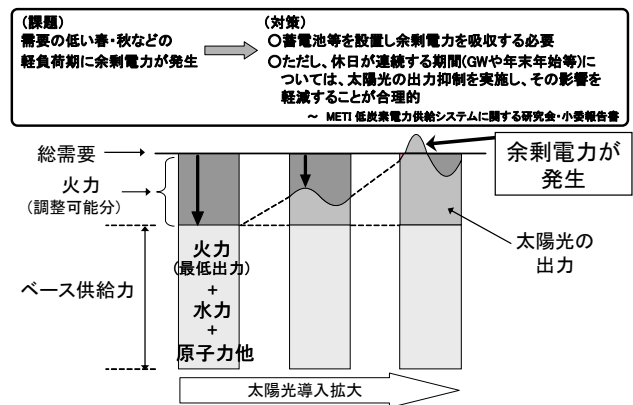 (課題)
需要の低い春・秋などの
軽負荷期に余剰電力が発生
(対策)
○蓄電池等を設置し余剰電力を吸収する必要
○ただし、休日が連続する期間(GWや年末年始等)に
ついては、太陽光の出力抑制を実施し、その影響を
軽減することが合理的
～ METI 低炭素電力供給システムに関する研究会・小委報告書
総需要
火力
(調整可能分)
ベース供給力
火力
(最低出力)
+
水力
+
原子力他
余剰電力が
発生
太陽光の
出力
太陽光導入拡大